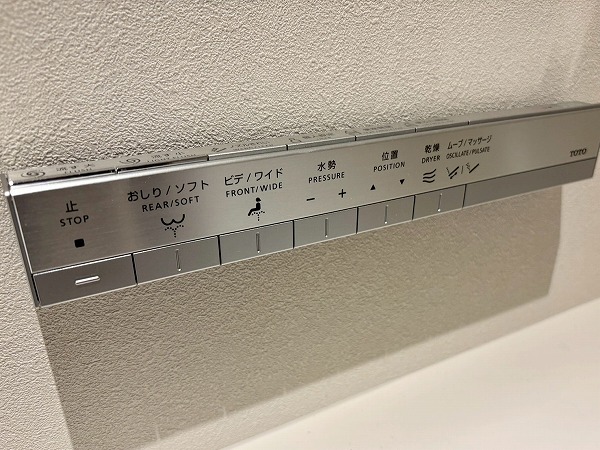 止
STOP
おしり/ソフト
REAR/SOFT
ビデ/ワイド
FRONT/WIDE
水勢
PRESSURE
− +
位置
POSITION
▲ ▼
乾燥
DRYER
ムーブ/マッサージ
OSCILLATE/PULSATE
TOTO